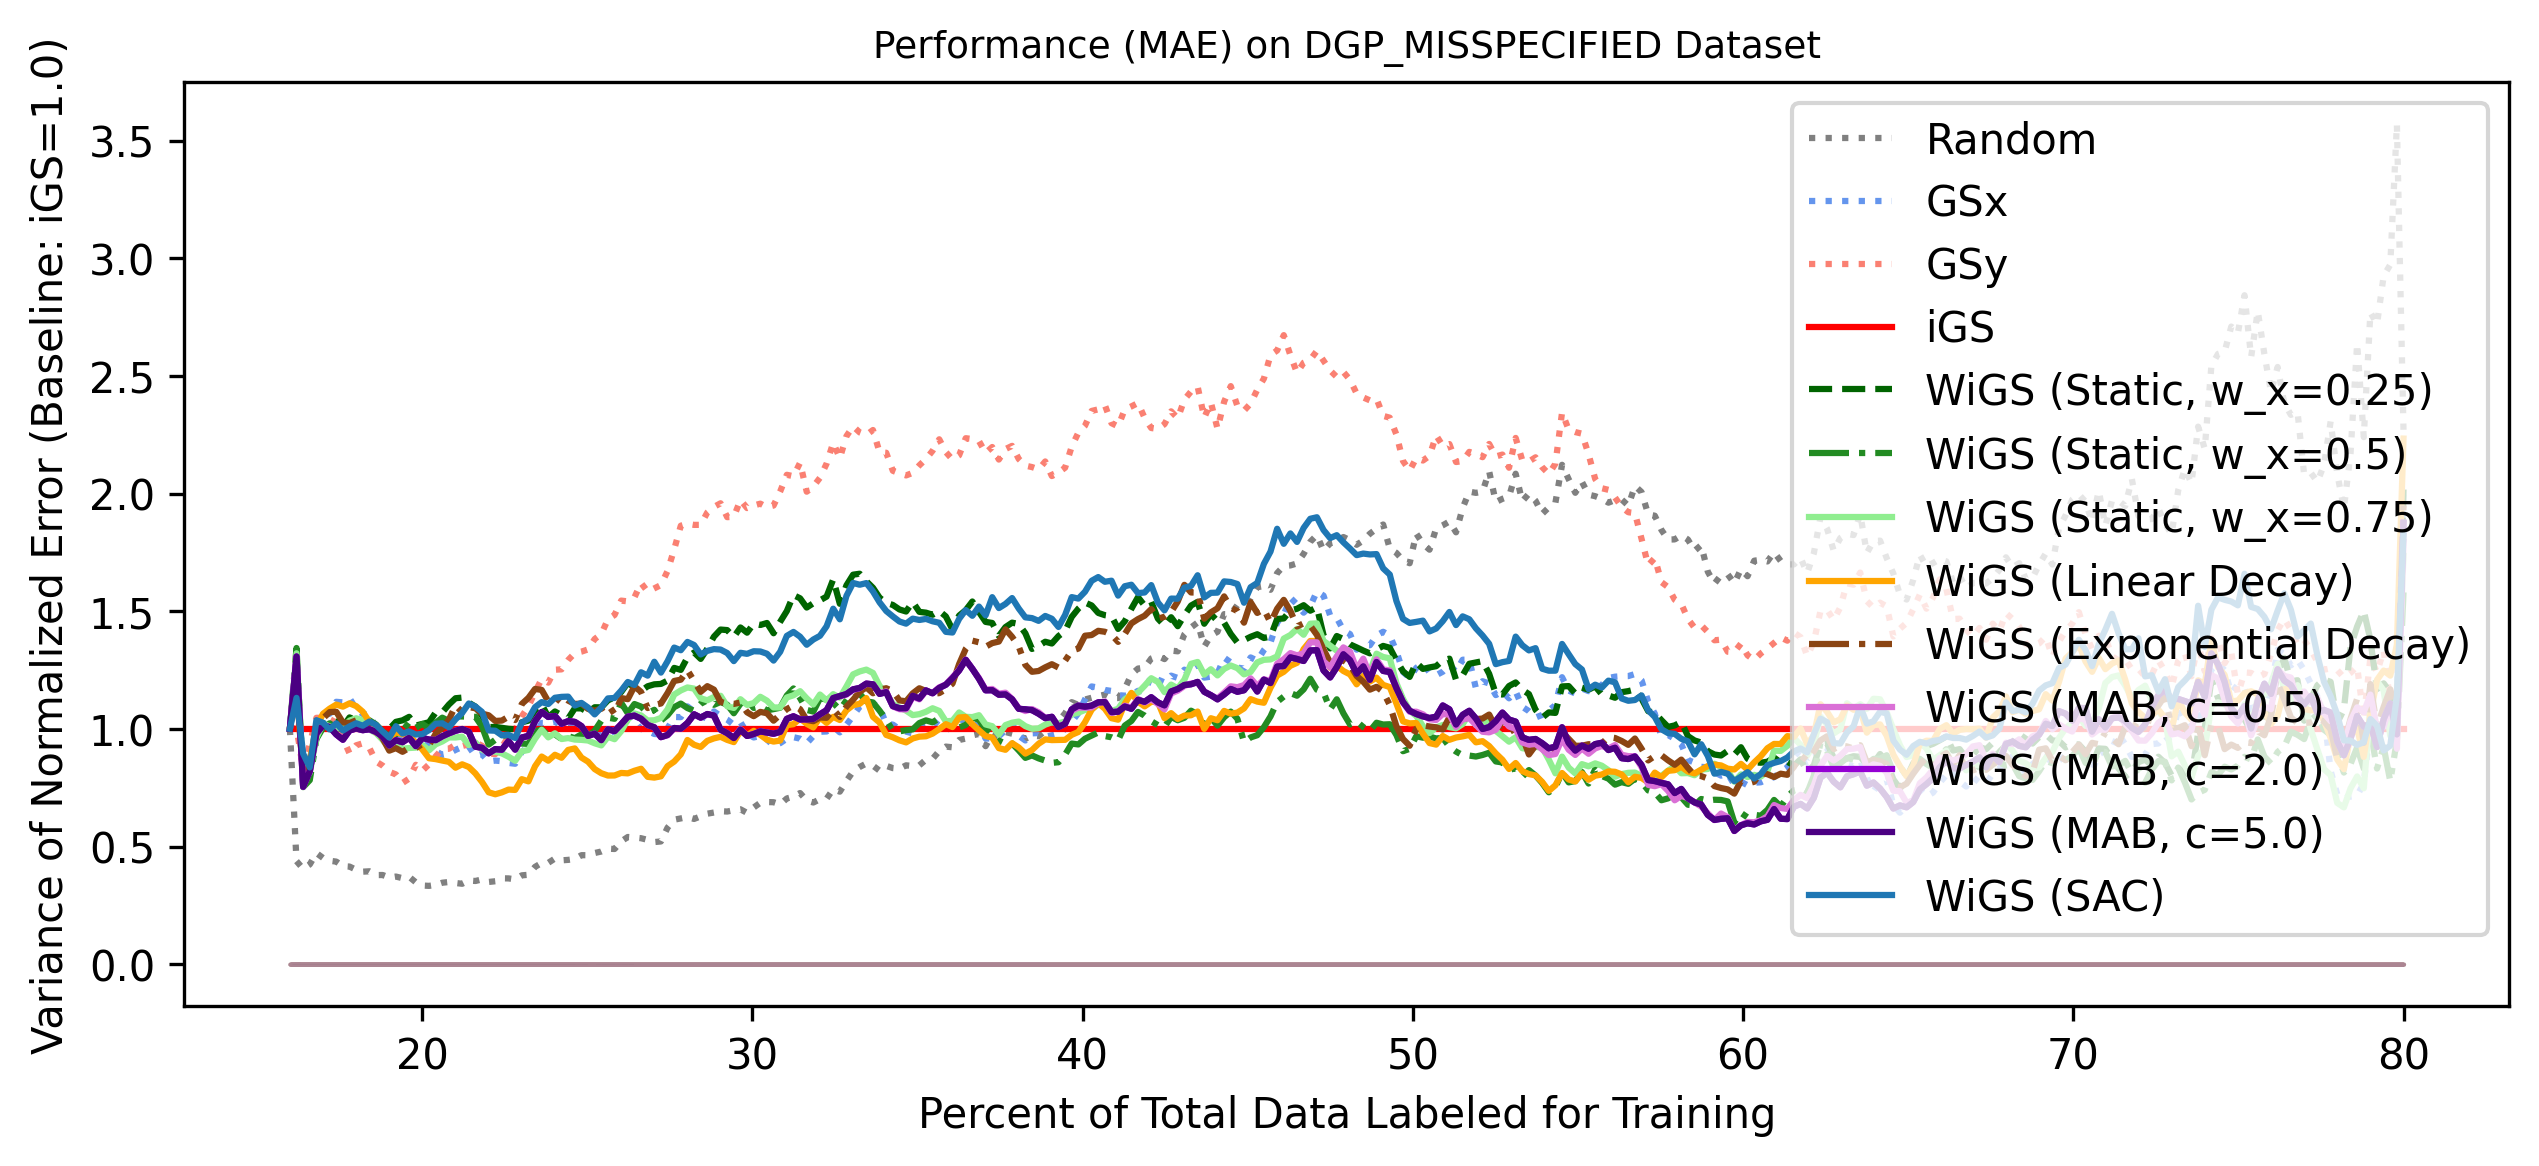 Performance (MAE) on DGP_MISSPECIFIED Dataset
Variance of Normalized Error (Baseline: iGS=1.0)
3.5
3.0
2.5
2.0
1.5
1.0
0.5
0.0
Random
GSx
GSy
iGS
WiGS (Static, w_x=0.25)
WiGS (Static, w_x=0.5)
WiGS (Static, w_x=0.75)
WiGS (Linear Decay)
WiGS (Exponential Decay)
WiGS (MAB, c=0.5)
WiGS (MAB, c=2.0)
WiGS (MAB, c=5.0)
WiGS (SAC)
20 30 40 50 60 70 80
Percent of Total Data Labeled for Training